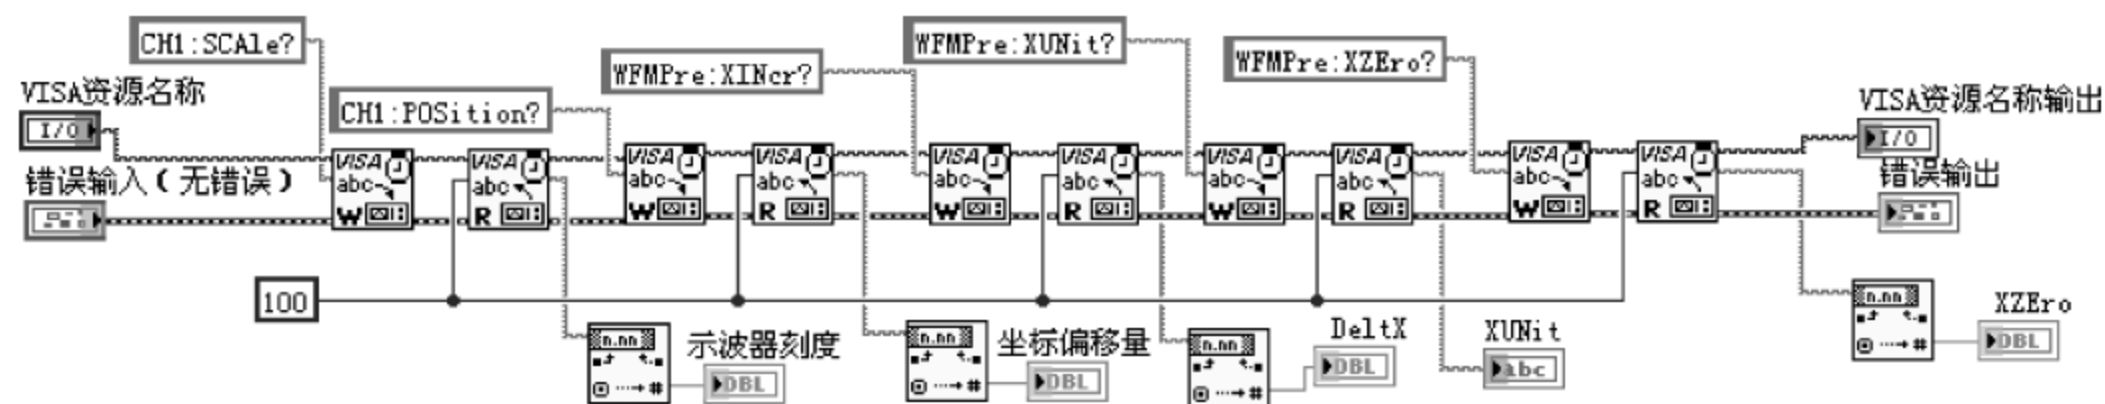 CH1:SCAle?
WFMPre:XUNit?
WFMPre:XINcr?
WFMPre:XZEro?
VISA资源名称
I/O
CH1:POSition?
VISA资源名称输出
I/O
错误输入(无错误)
错误输出
VISA abc W
VISA abc R
VISA abc W
VISA abc R
VISA abc W
VISA abc R
VISA abc W
VISA abc R
VISA abc W
VISA abc R
100
n.nn
示波器刻度
DBL
n.nn
坐标偏移量
DBL
n.nn
DeltX
DBL
XUNit
abc
n.nn
XZEro
DBL